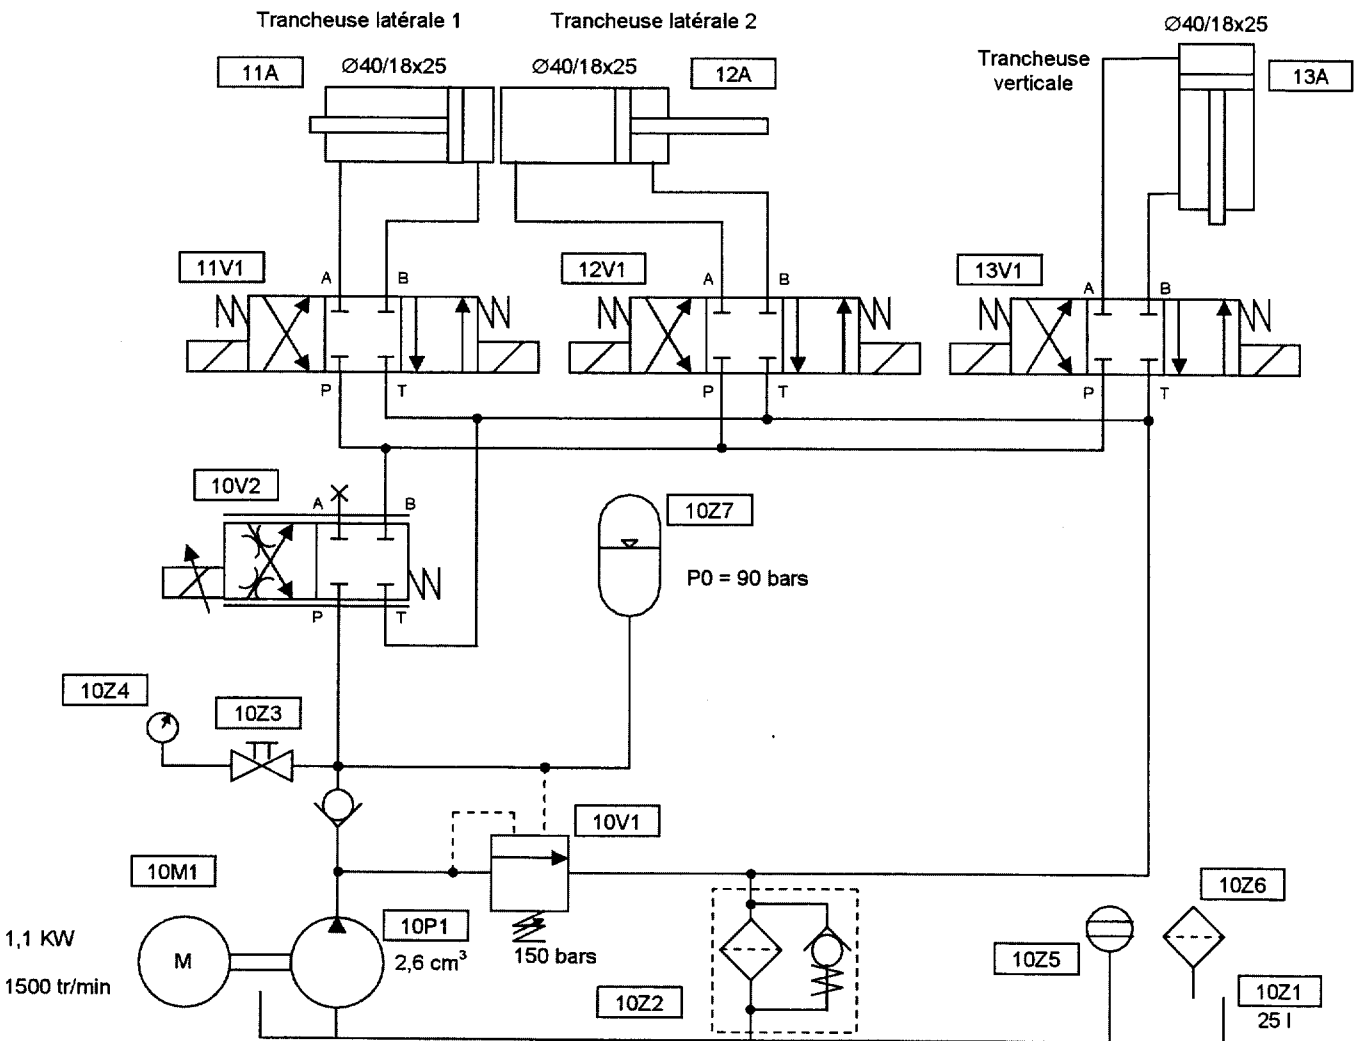 Trancheuse latérale 1
Trancheuse latérale 2
Ø40/18x25
11A
Ø40/18x25
Ø40/18x25
12A
Trancheuse
verticale
13A
11V1
A
B
12V1
A
B
13V1
A
B
P
T
P
T
P
T
10V2
A
B
10Z7
P0 = 90 bars
P
T
10Z4
10Z3
10V1
10M1
10Z6
10P1
1,1 KW
M
2,6 cm³
150 bars
10Z5
1500 tr/min
10Z2
10Z1
25 l